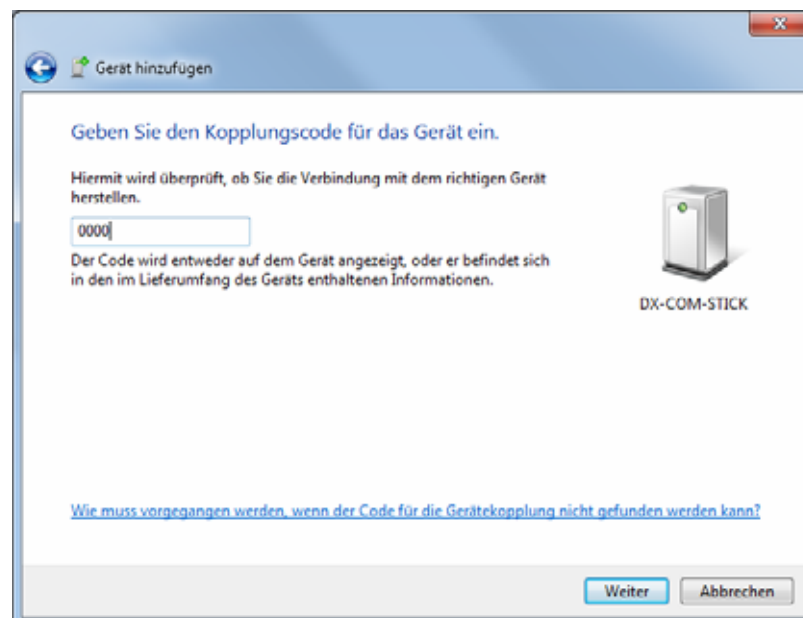 Gerät hinzufügen
Geben Sie den Kopplungscode für das Gerät ein.
Hiermit wird überprüft, ob Sie die Verbindung mit dem richtigen Gerät
herstellen.
0000
Der Code wird entweder auf dem Gerät angezeigt, oder er befindet sich
in den im Lieferumfang des Geräts enthaltenen Informationen.
DX-COM-STICK
Wie muss vorgegangen werden, wenn der Code für die Gerätekopplung nicht gefunden werden kann?
Weiter
Abbrechen